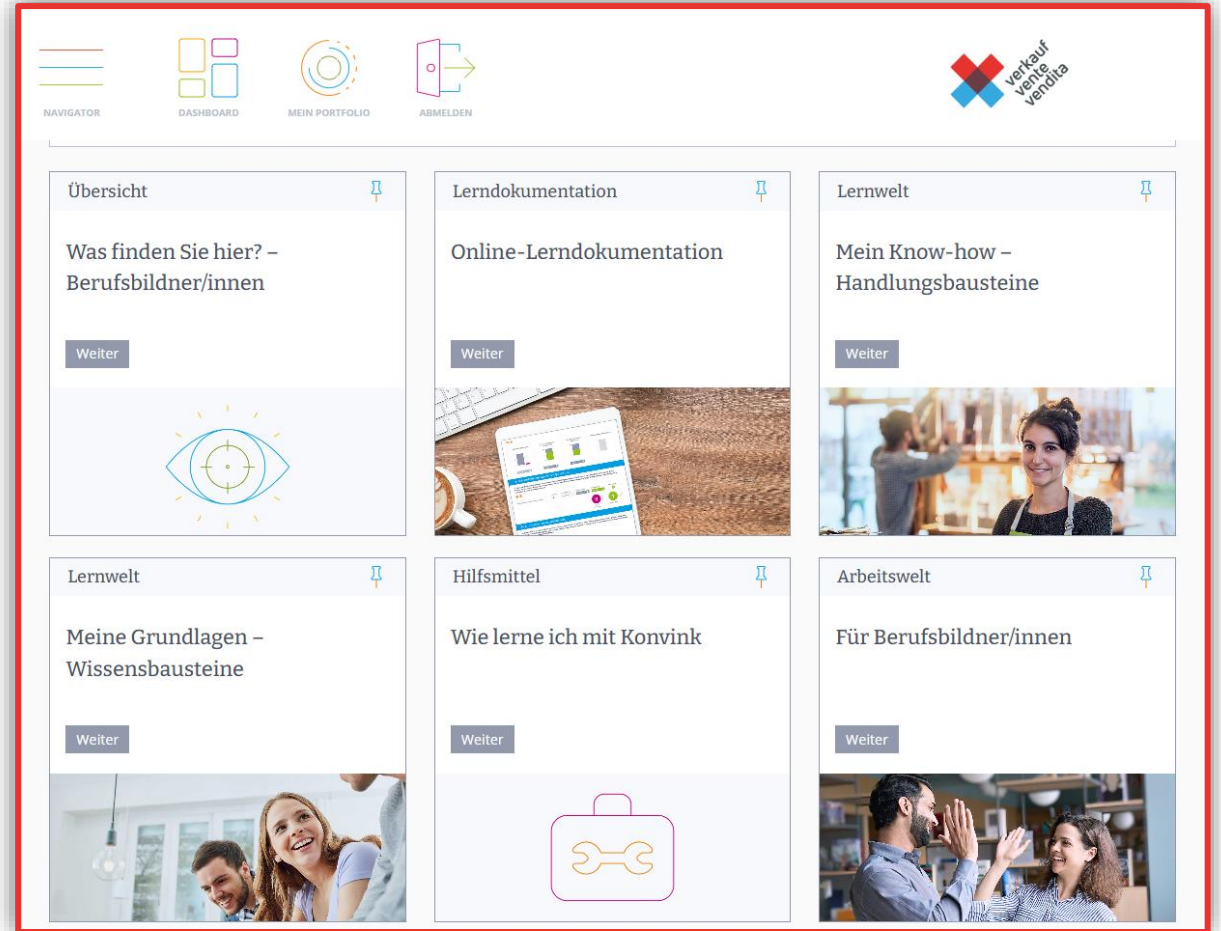 NAVIGATOR
DASHBOARD
MEIN PORTFOLIO
ABMELDEN
verkauf
vente
vendita
Übersicht
Was finden Sie hier? –
Berufsbildner/innen
Weiter
Lerndokumentation
Online-Lerndokumentation
Weiter
Lernwelt
Mein Know-how –
Handlungsbausteine
Weiter
Lernwelt
Meine Grundlagen –
Wissensbausteine
Weiter
Hilfsmittel
Wie lerne ich mit Konvink
Weiter
Arbeitswelt
Für Berufsbildner/innen
Weiter